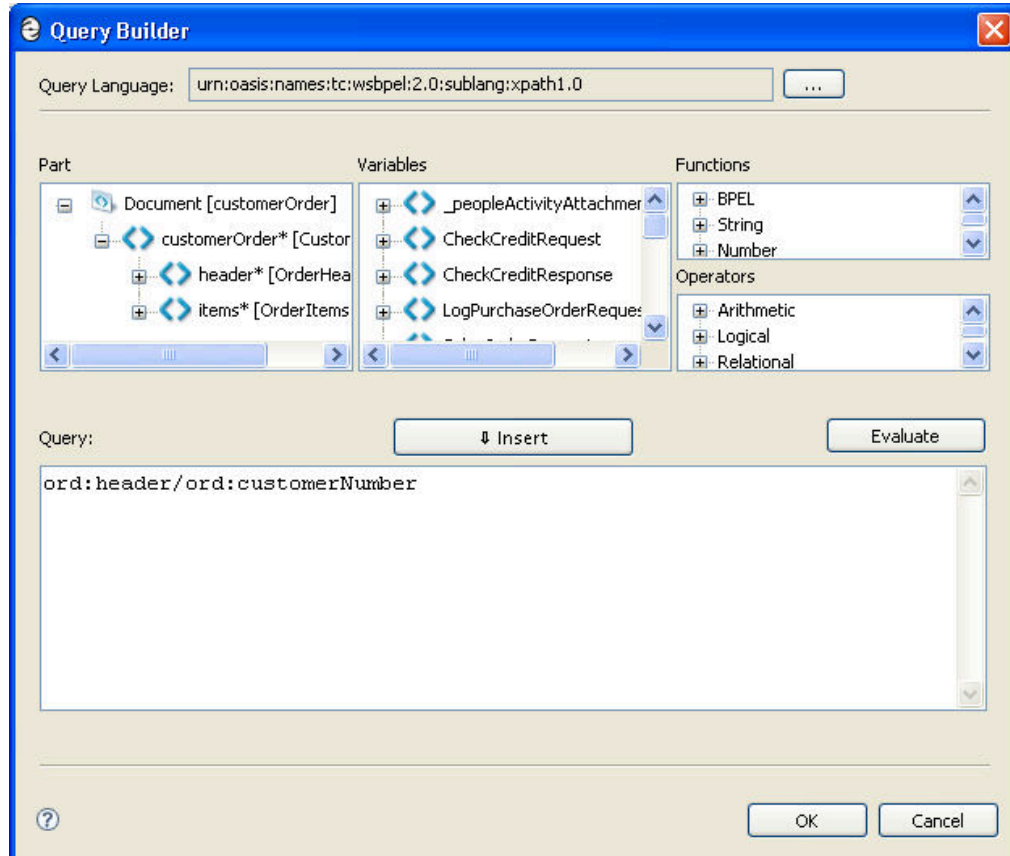 Query Builder
Query Language: urn:oasis:names:tc:wsbpel:2.0:sublang:xpath1.0 ...
Part
Document [customerOrder]
customerOrder* [Custor
header* [OrderHea
items* [OrderItems
Variables
_peopleActivityAttachmer
CheckCreditRequest
CheckCreditResponse
LogPurchaseOrderReques
Functions
BPEL
String
Number
Operators
Arithmetic
Logical
Relational
Query:
Insert
Evaluate
ord:header/ord:customerNumber
?
OK
Cancel